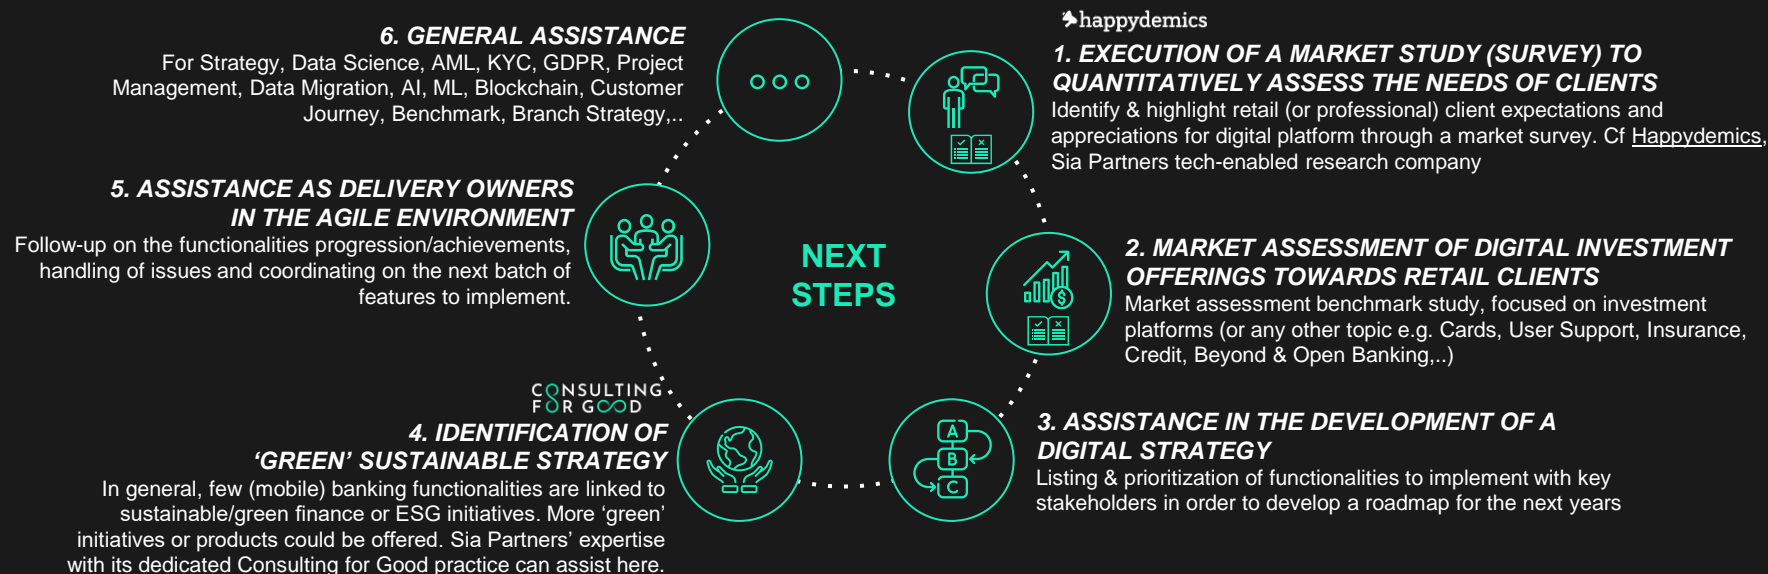 happydemics
1. EXECUTION OF A MARKET STUDY (SURVEY) TO
QUANTITATIVELY ASSESS THE NEEDS OF CLIENTS
Identify & highlight retail (or professional) client expectations and
appreciations for digital platform through a market survey. Cf Happydemics,
Sia Partners tech-enabled research company
2. MARKET ASSESSMENT OF DIGITAL INVESTMENT
OFFERINGS TOWARDS RETAIL CLIENTS
Market assessment benchmark study, focused on investment
platforms (or any other topic e.g. Cards, User Support, Insurance,
Credit, Beyond & Open Banking,..)
3. ASSISTANCE IN THE DEVELOPMENT OF A
DIGITAL STRATEGY
Listing & prioritization of functionalities to implement with key
stakeholders in order to develop a roadmap for the next years
A
B
C
CONSULTING
FOR GOOD
4. IDENTIFICATION OF
‘GREEN’ SUSTAINABLE STRATEGY
In general, few (mobile) banking functionalities are linked to
sustainable/green finance or ESG initiatives. More ‘green’
initiatives or products could be offered. Sia Partners’ expertise
with its dedicated Consulting for Good practice can assist here.
5. ASSISTANCE AS DELIVERY OWNERS
IN THE AGILE ENVIRONMENT
Follow-up on the functionalities progression/achievements,
handling of issues and coordinating on the next batch of
features to implement.
6. GENERAL ASSISTANCE
For Strategy, Data Science, AML, KYC, GDPR, Project
Management, Data Migration, AI, ML, Blockchain, Customer
Journey, Benchmark, Branch Strategy,..
NEXT
STEPS
$